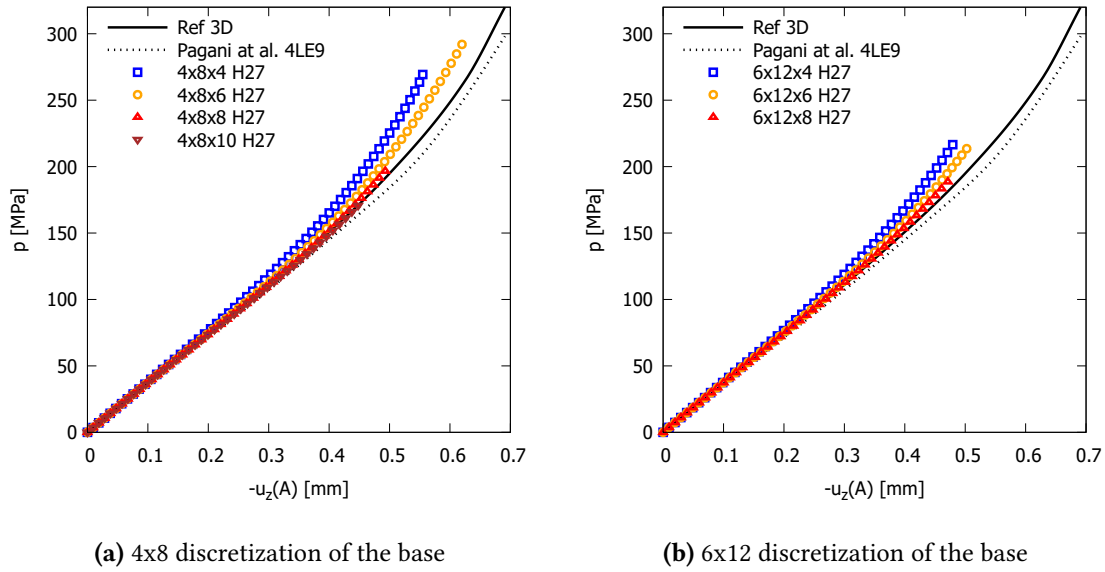 Ref 3D
Pagani at al. 4LE9
4x8x4 H27
4x8x6 H27
4x8x8 H27
4x8x10 H27
300
250
200
150
100
50
0
p [MPa]
0 0.1 0.2 0.3 0.4 0.5 0.6 0.7
-uz(A) [mm]
(a) 4x8 discretization of the base
Ref 3D
Pagani at al. 4LE9
6x12x4 H27
6x12x6 H27
6x12x8 H27
300
250
200
150
100
50
0
p [MPa]
0 0.1 0.2 0.3 0.4 0.5 0.6 0.7
-uz(A) [mm]
(b) 6x12 discretization of the base